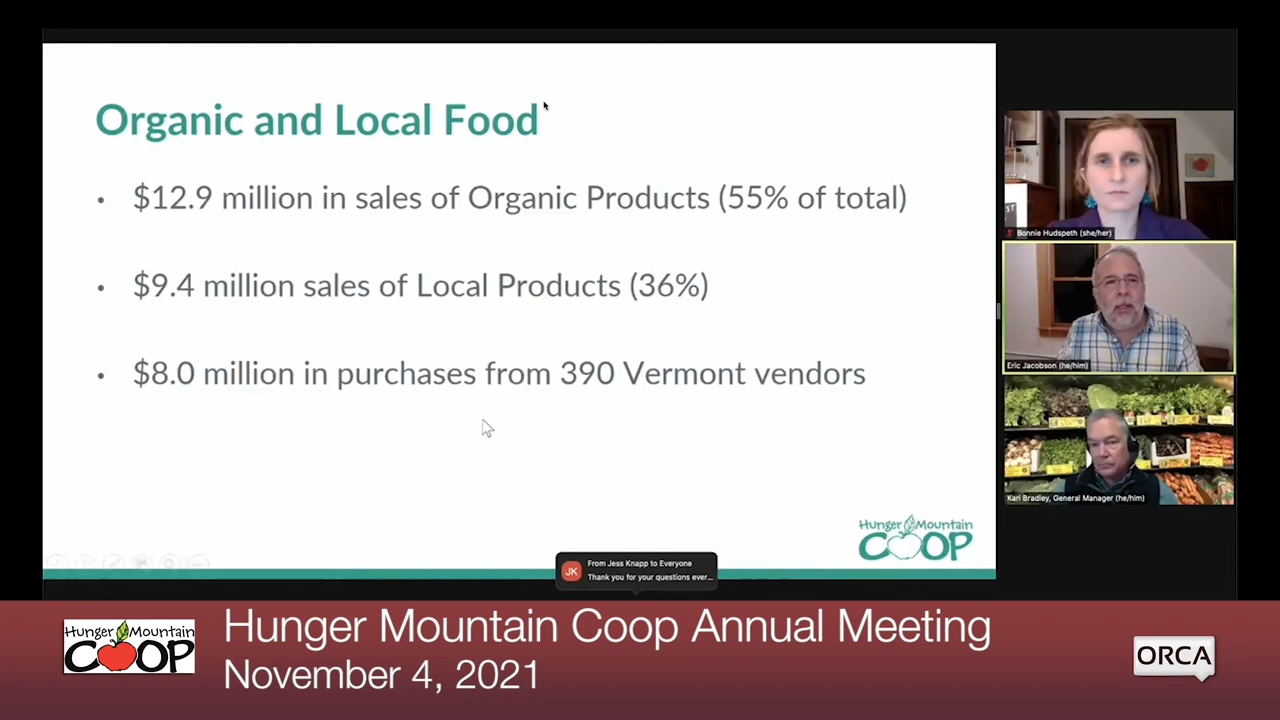 Organic and Local Food
• $12.9 million in sales of Organic Products (55% of total)
• $9.4 million sales of Local Products (36%)
• $8.0 million in purchases from 390 Vermont vendors
Hunger Mountain
COOP
Bonnie Hudspeth (she/her)
Eric Jacobson (he/him)
Kari Bradley, General Manager (he/him)
JK
From Jess Knapp to Everyone
Thank you for your questions ever...
Hunger Mountain
COOP
Hunger Mountain Coop Annual Meeting
November 4, 2021
ORCA